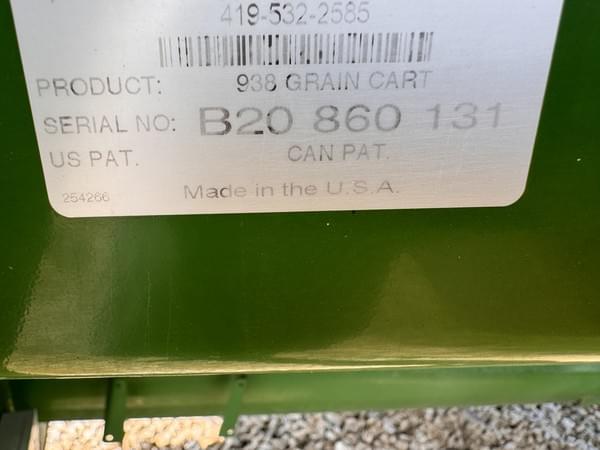 419-532-2585
PRODUCT: 938 GRAIN CART
SERIAL NO: B20 860 131
US PAT. CAN PAT.
254266 Made in the U.S.A.